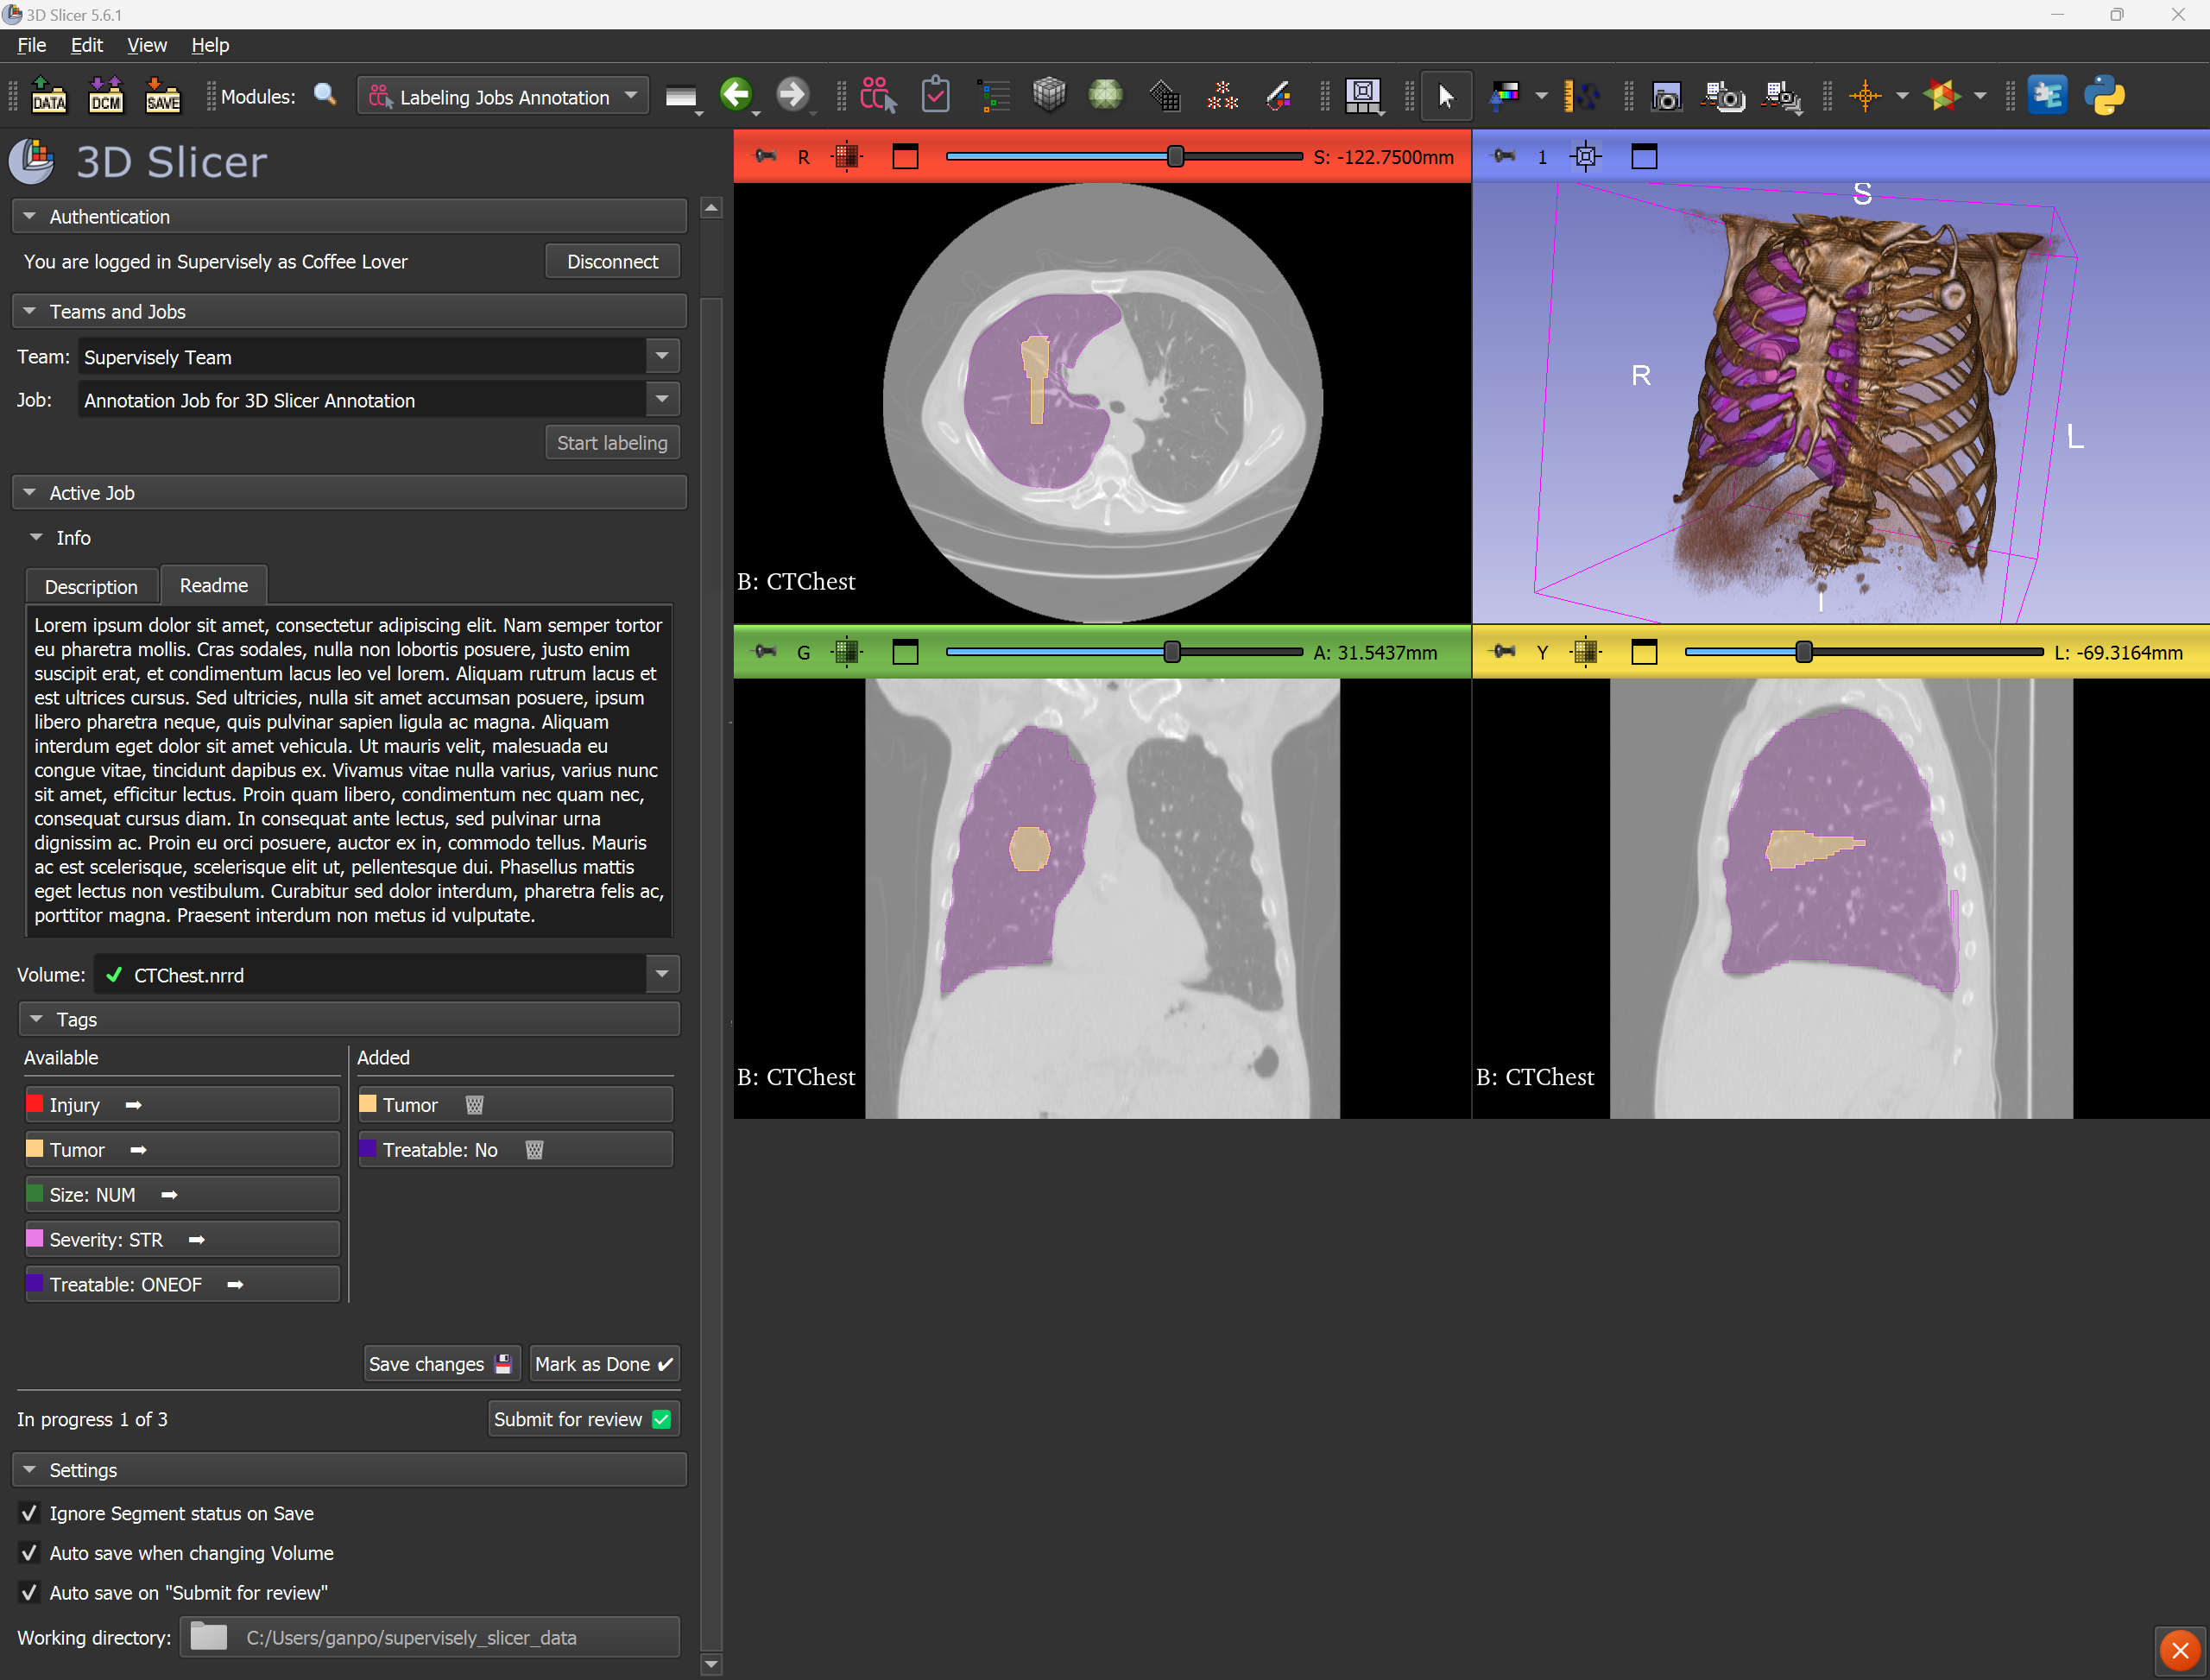 3D Slicer 5.6.1
File Edit View Help
DATA DCM SAVE Modules: Labeling Jobs Annotation
3D Slicer
Authentication
You are logged in Supervisely as Coffee Lover Disconnect
Teams and Jobs
Team: Supervisely Team
Job: Annotation Job for 3D Slicer Annotation
Start labeling
Active Job
Info
Description Readme
Lorem ipsum dolor sit amet, consectetur adipiscing elit. Nam semper tortor
eu pharetra mollis. Cras sodales, nulla non lobortis posuere, justo enim
suscipit erat, et condimentum lacus leo vel lorem. Aliquam rutrum lacus et
est ultrices cursus. Sed ultricies, nulla sit amet accumsan posuere, ipsum
libero pharetra neque, quis pulvinar sapien ligula ac magna. Aliquam
interdum eget dolor sit amet vehicula. Ut mauris velit, malesuada eu
congue vitae, tincidunt dapibus ex. Vivamus vitae nulla varius, varius nunc
sit amet, efficitur lectus. Proin quam libero, condimentum nec quam nec,
consequat cursus diam. In consequat ante lectus, sed pulvinar urna
dignissim ac. Proin eu orci posuere, auctor ex in, commodo tellus. Mauris
ac est scelerisque, scelerisque elit ut, pellentesque dui. Phasellus mattis
eget lectus non vestibulum. Curabitur sed dolor interdum, pharetra felis ac,
porttitor magna. Praesent interdum non metus id vulputate.
Volume: CTChest.nrrd
Tags
Available
Injury
Tumor
Size: NUM
Severity: STR
Treatable: ONEOF
Added
Tumor
Treatable: No
Save changes Mark as Done
In progress 1 of 3 Submit for review
Settings
Ignore Segment status on Save
Auto save when changing Volume
Auto save on "Submit for review"
Working directory: C:/Users/ganpo/supervisely_slicer_data
R S: -122.7500mm
B: CTChest
1
S
R
L
I
G A: 31.5437mm
B: CTChest
Y L: -69.3164mm
B: CTChest